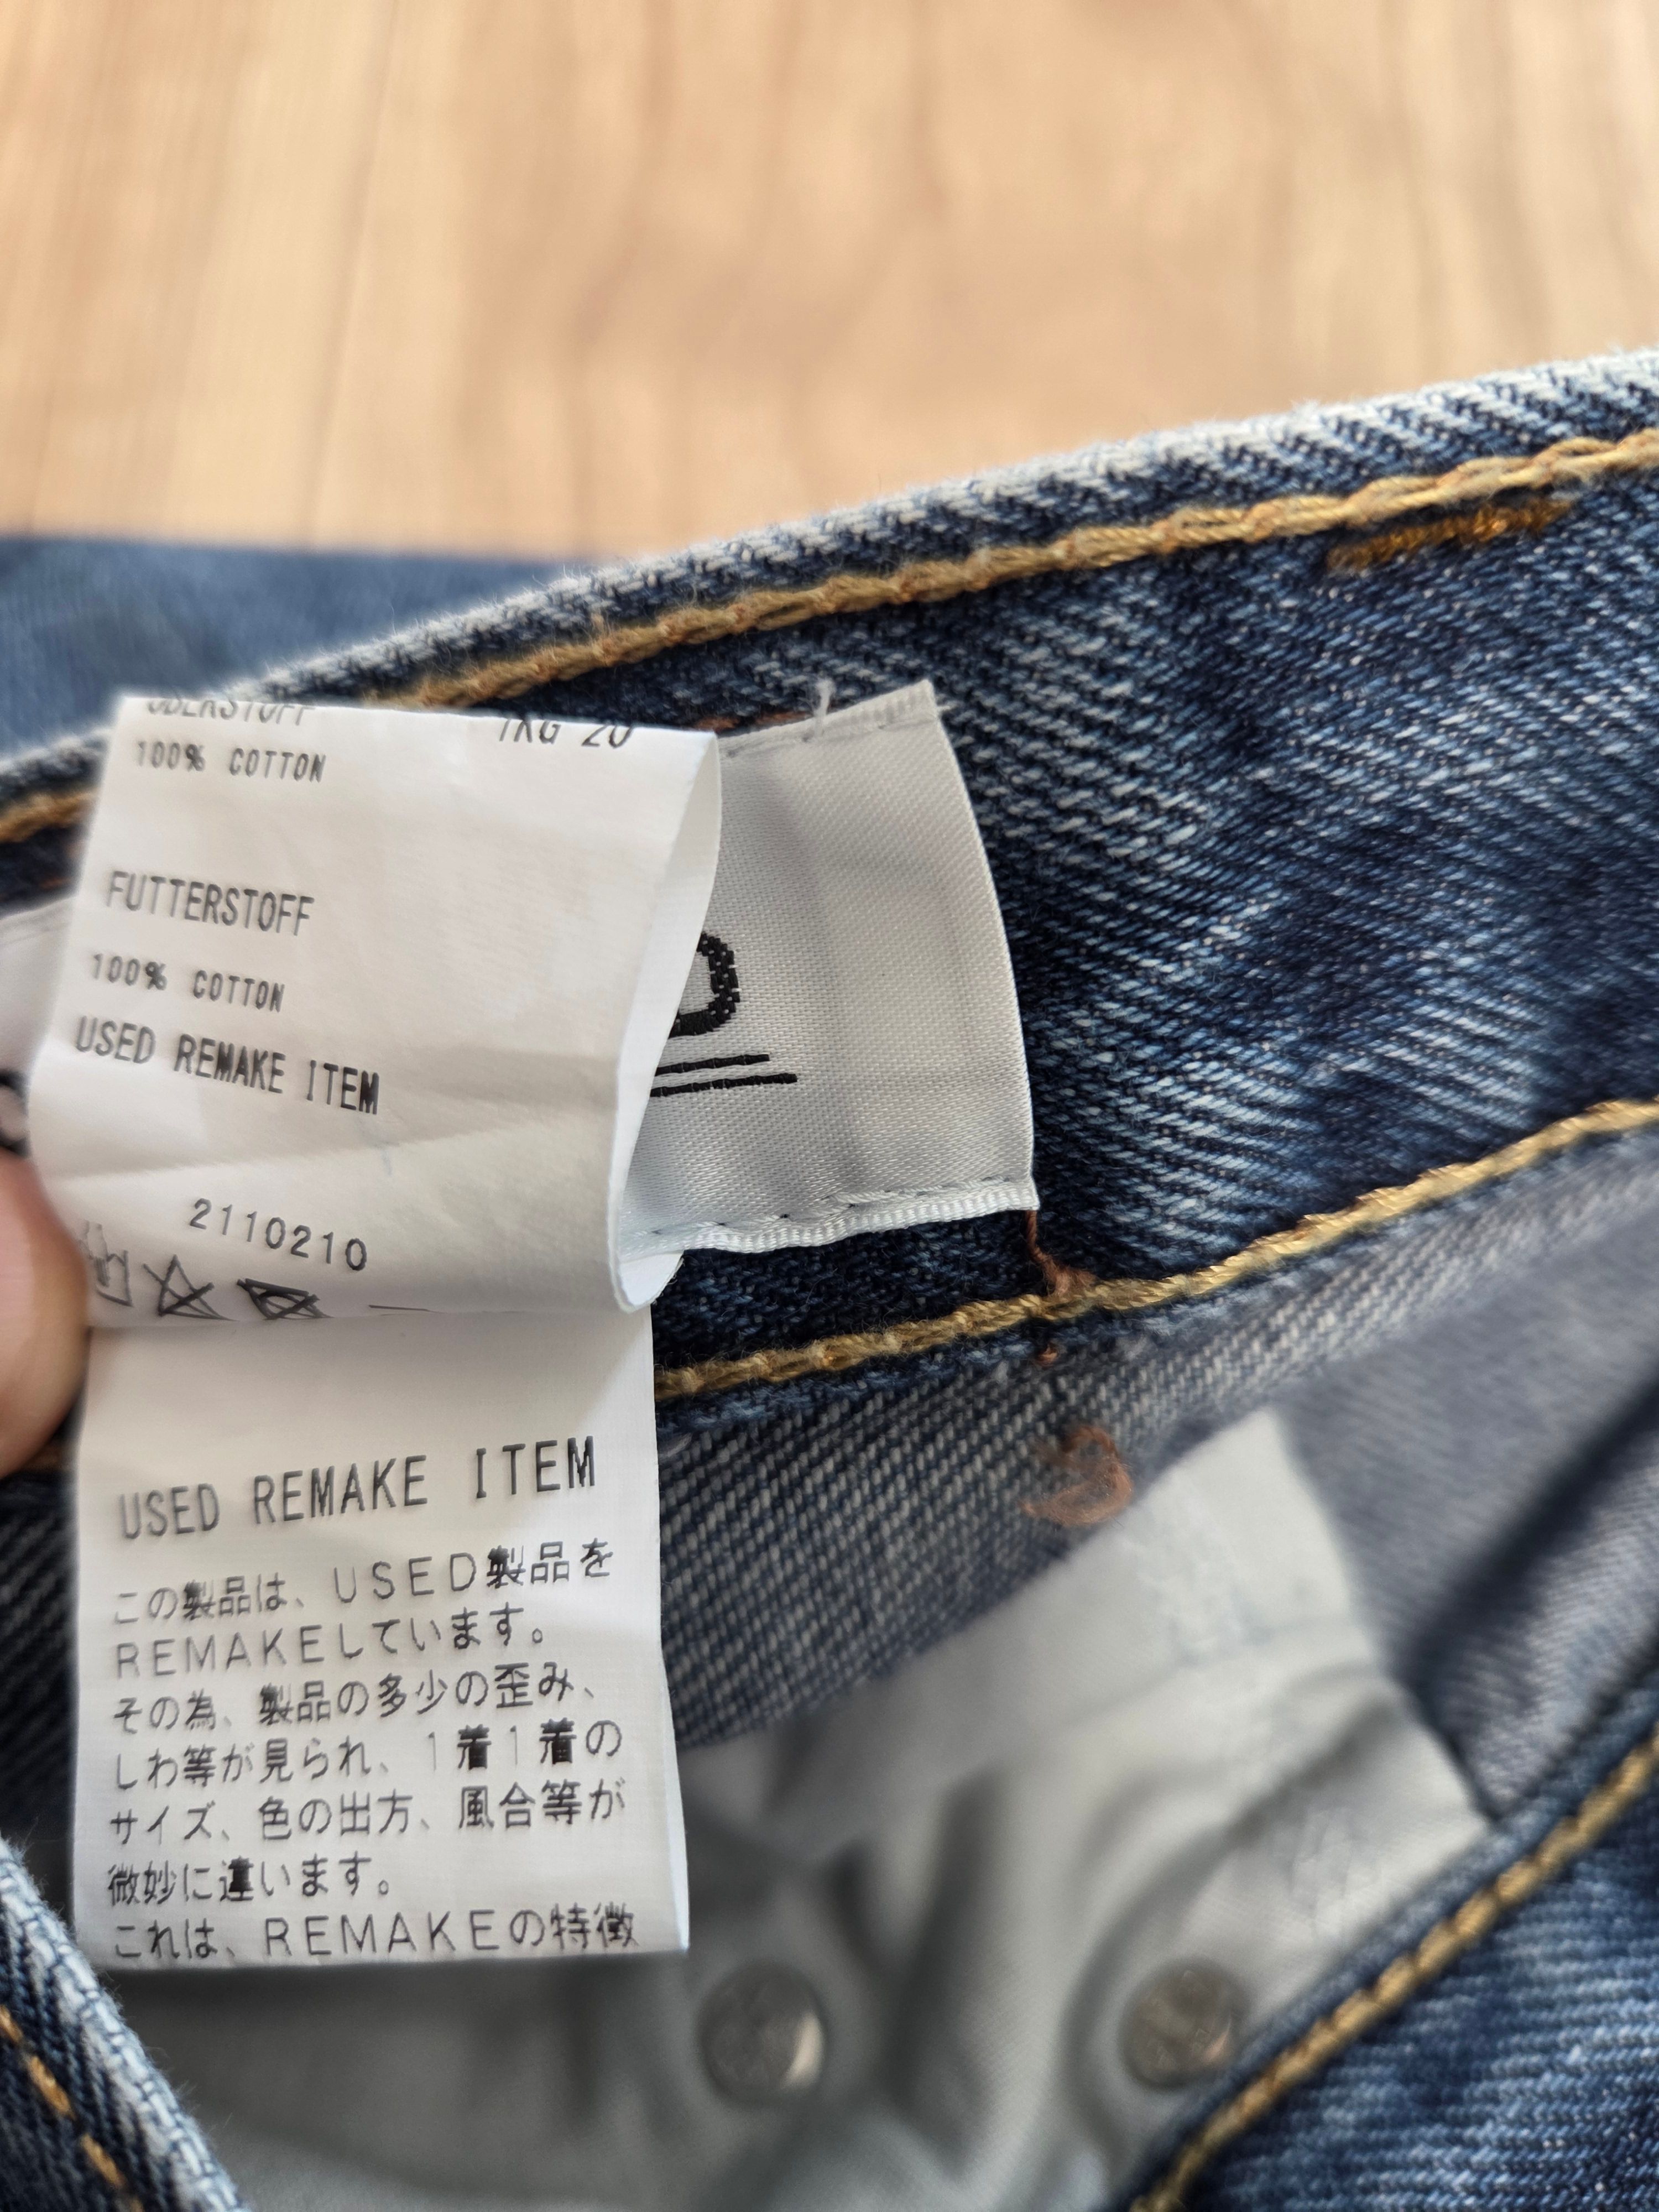 OBERSTOFF
100% COTTON
FUTTERSTOFF
100% COTTON
USED REMAKE ITEM
2110210
USED REMAKE ITEM
この製品は、USED製品を
REMAKEしています。
その為、製品の多少の歪み、
しわ等が見られ、1着1着の
サイズ、色の出方、風合等が
微妙に違います。
これは、REMAKEの特徴